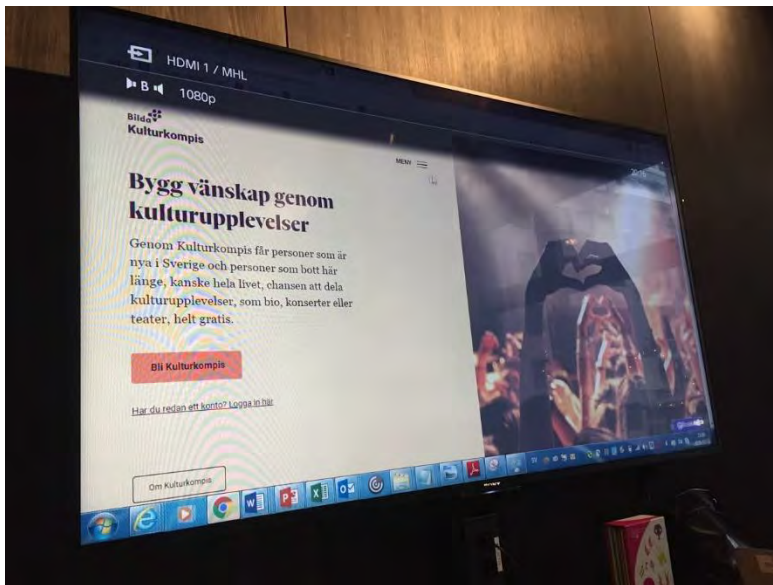 HDMI 1 / MHL
B
1080p
Bilda
Kulturkompis
MENY
Bygg vänskap genom
kulturupplevelser
Genom Kulturkompis får personer som är
nya i Sverige och personer som bott här
länge, kanske hela livet, chansen att dela
kulturupplevelser, som bio, konserter eller
teater, helt gratis.
Bli Kulturkompis
Har du redan ett konto? Logga in här
Om Kulturkompis
SONY